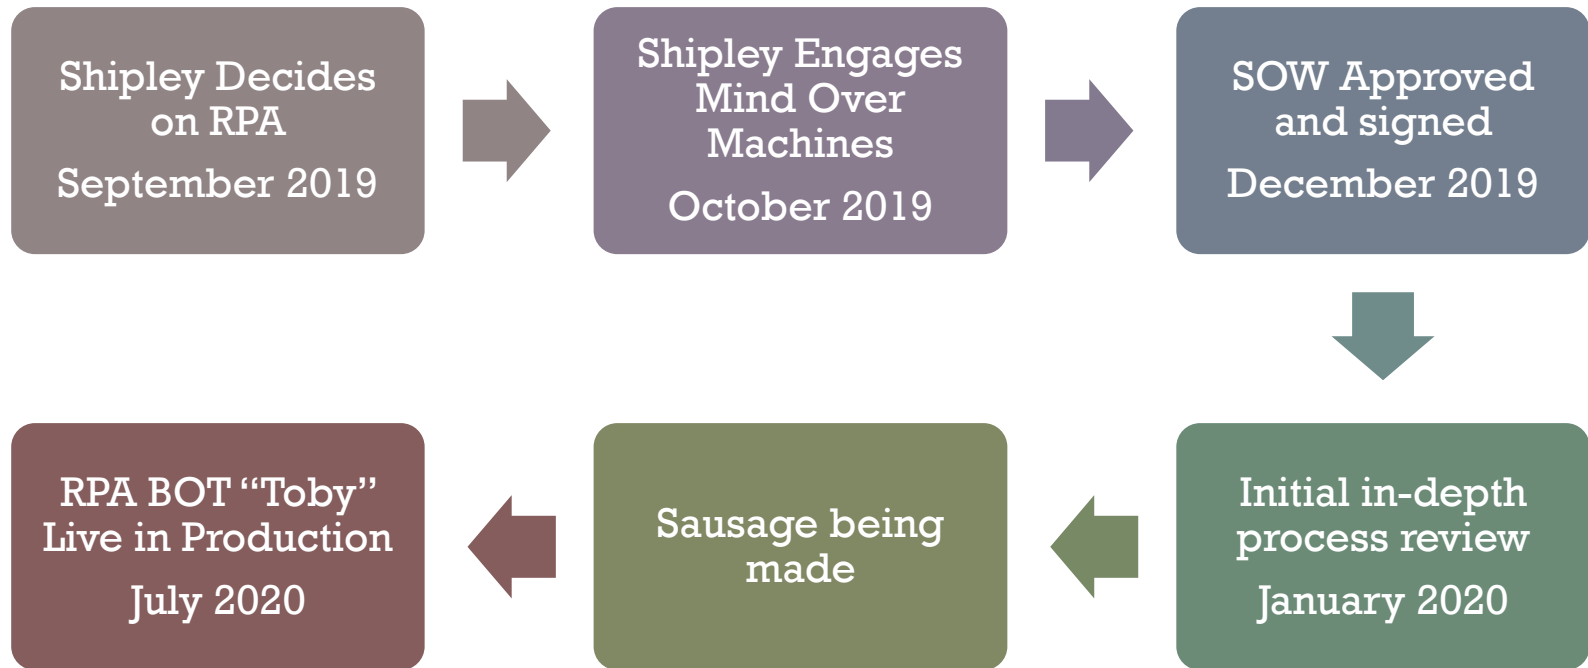 Shipley Decides
on RPA
September 2019
Shipley Engages
Mind Over
Machines
October 2019
SOW Approved
and signed
December 2019
Initial in-depth
process review
January 2020
Sausage being
made
RPA BOT “Toby”
Live in Production
July 2020